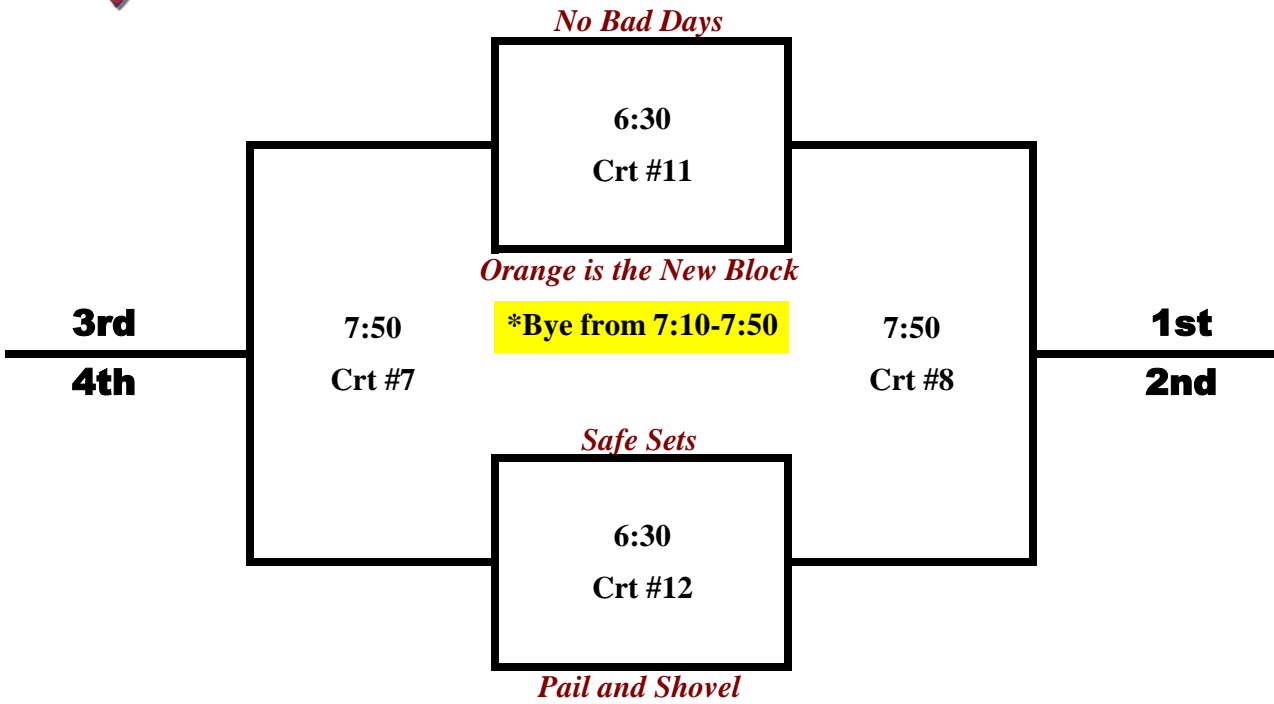 No Bad Days
6:30
Crt #11
Orange is the New Block
*Bye from 7:10-7:50
3rd
4th
7:50
Crt #7
7:50
Crt #8
1st
2nd
Safe Sets
6:30
Crt #12
Pail and Shovel